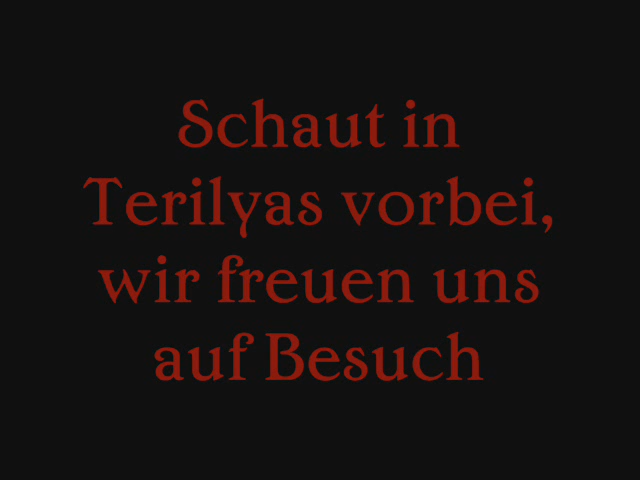 Schaut in
Terilyas vorbei,
wir freuen uns
auf Besuch